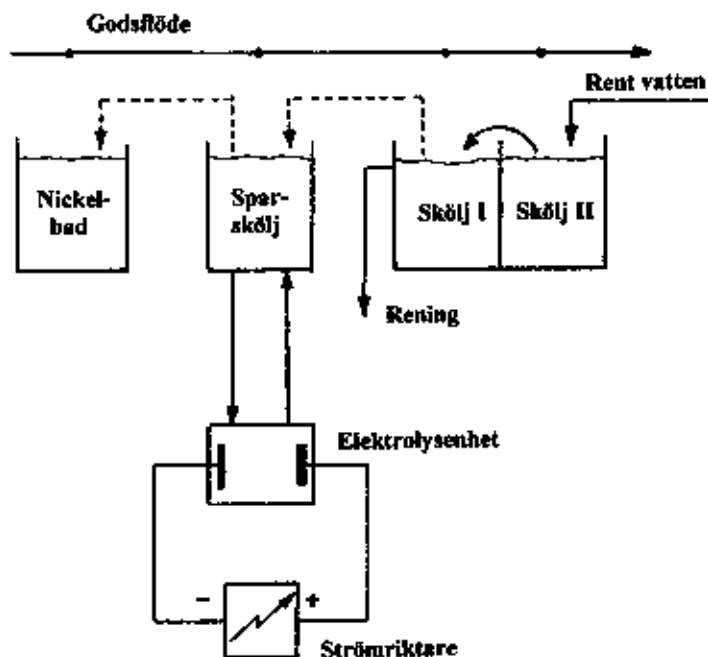 Godsflöde
Rent vatten
Nickel-
bad
Spar-
skölj
Skölj I
Skölj II
Rening
Elektrolysenhet
- +
Strömriktare